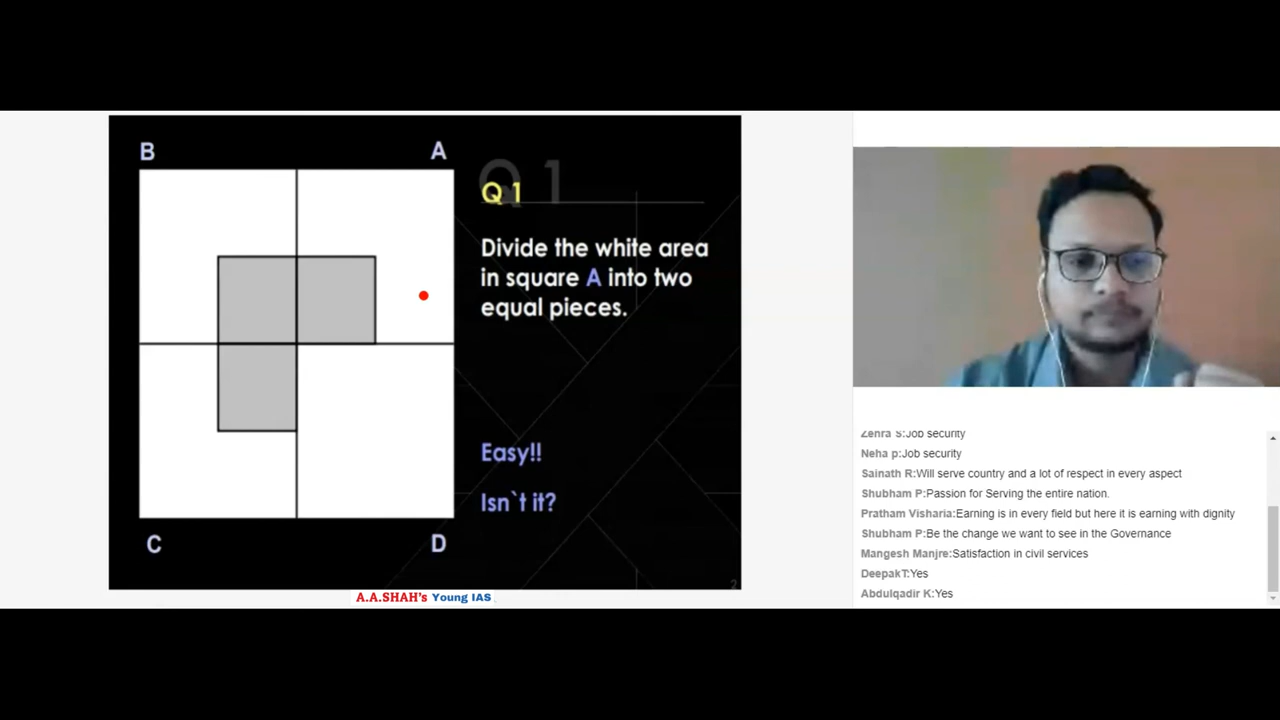 B
A
Q 1
Q 1
Divide the white area
in square A into two
equal pieces.
Easy!!
Isn`t it?
C
D
2
A.A.SHAH's Young IAS
Zehra S:Job security
Neha p:Job security
Sainath R:Will serve country and a lot of respect in every aspect
Shubham P:Passion for Serving the entire nation.
Pratham Visharia:Earning is in every field but here it is earning with dignity
Shubham P:Be the change we want to see in the Governance
Mangesh Manjre:Satisfaction in civil services
DeepakT:Yes
Abdulqadir K:Yes